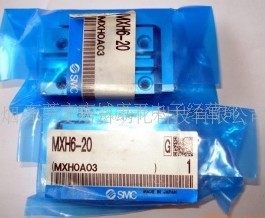 MXH6-20
MXH0A03
SMC
MXH6-20
G
(MXH0A03 ) 1
SMC
MADE IN JAPAN